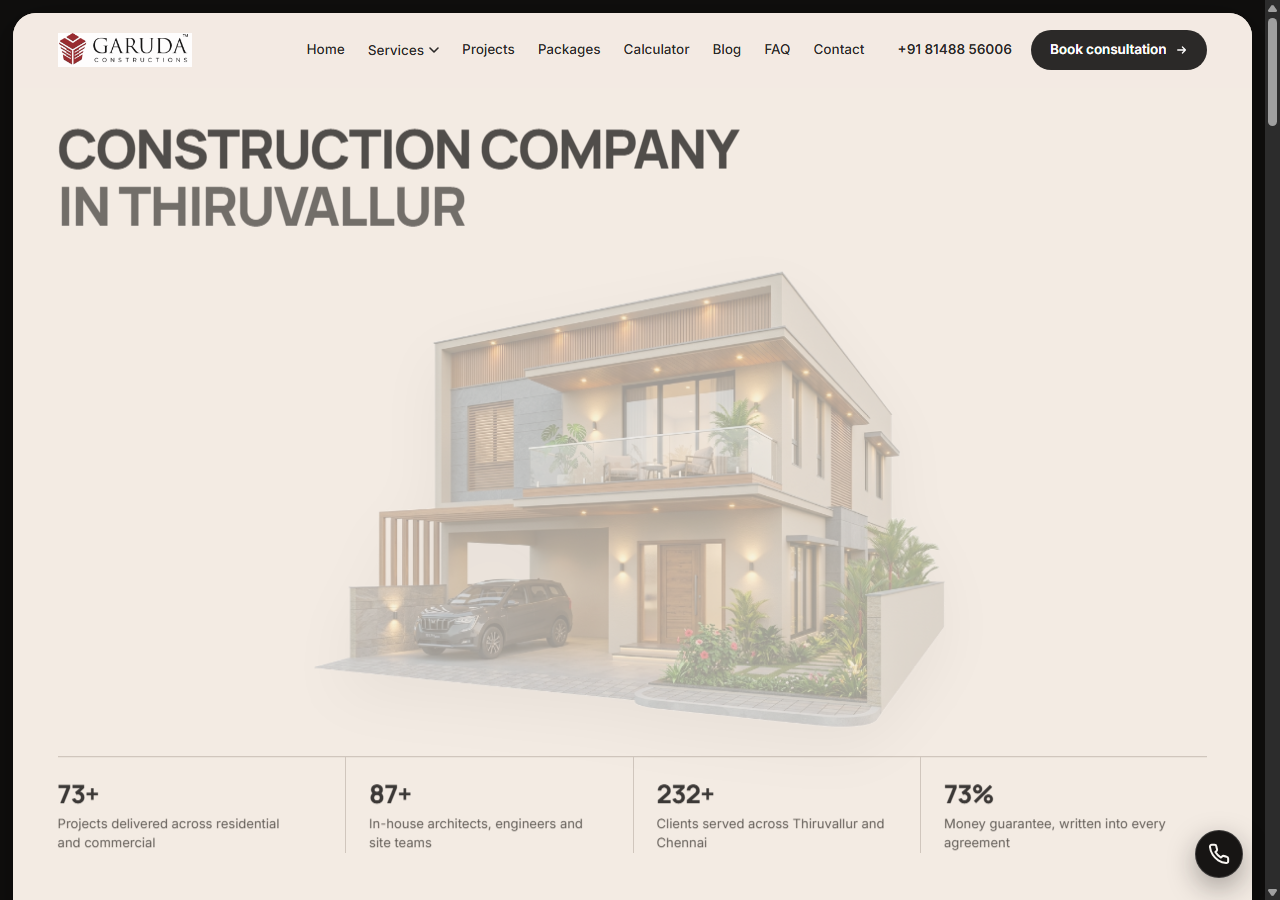 GARUDA™
CONSTRUCTIONS
Home
Services
Projects
Packages
Calculator
Blog
FAQ
Contact
+91 81488 56006
Book consultation →
CONSTRUCTION COMPANY
IN THIRUVALLUR
73+
Projects delivered across residential
and commercial
87+
In-house architects, engineers and
site teams
232+
Clients served across Thiruvallur and
Chennai
73%
Money guarantee, written into every
agreement